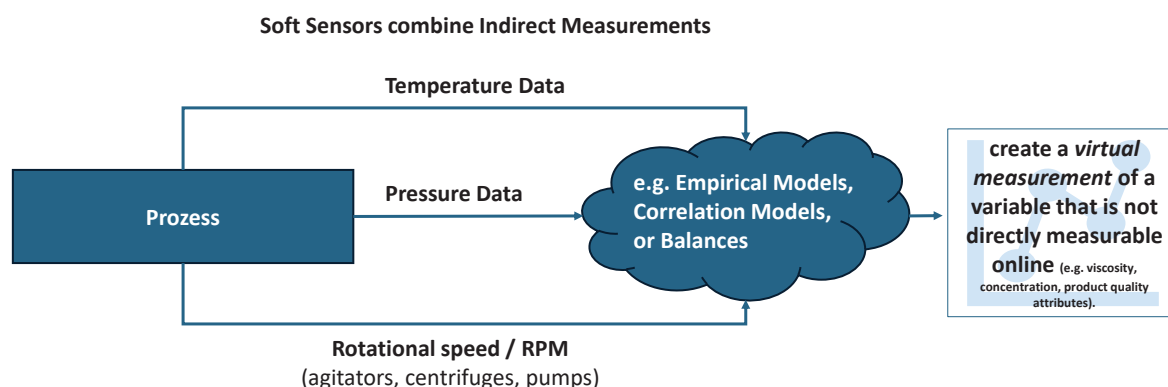 Soft Sensors combine Indirect Measurements
Temperature Data
Prozess
Pressure Data
e.g. Empirical Models,
Correlation Models,
or Balances
create a virtual
measurement of a
variable that is not
directly measurable
online (e.g. viscosity,
concentration, product quality
attributes).
Rotational speed / RPM
(agitators, centrifuges, pumps)